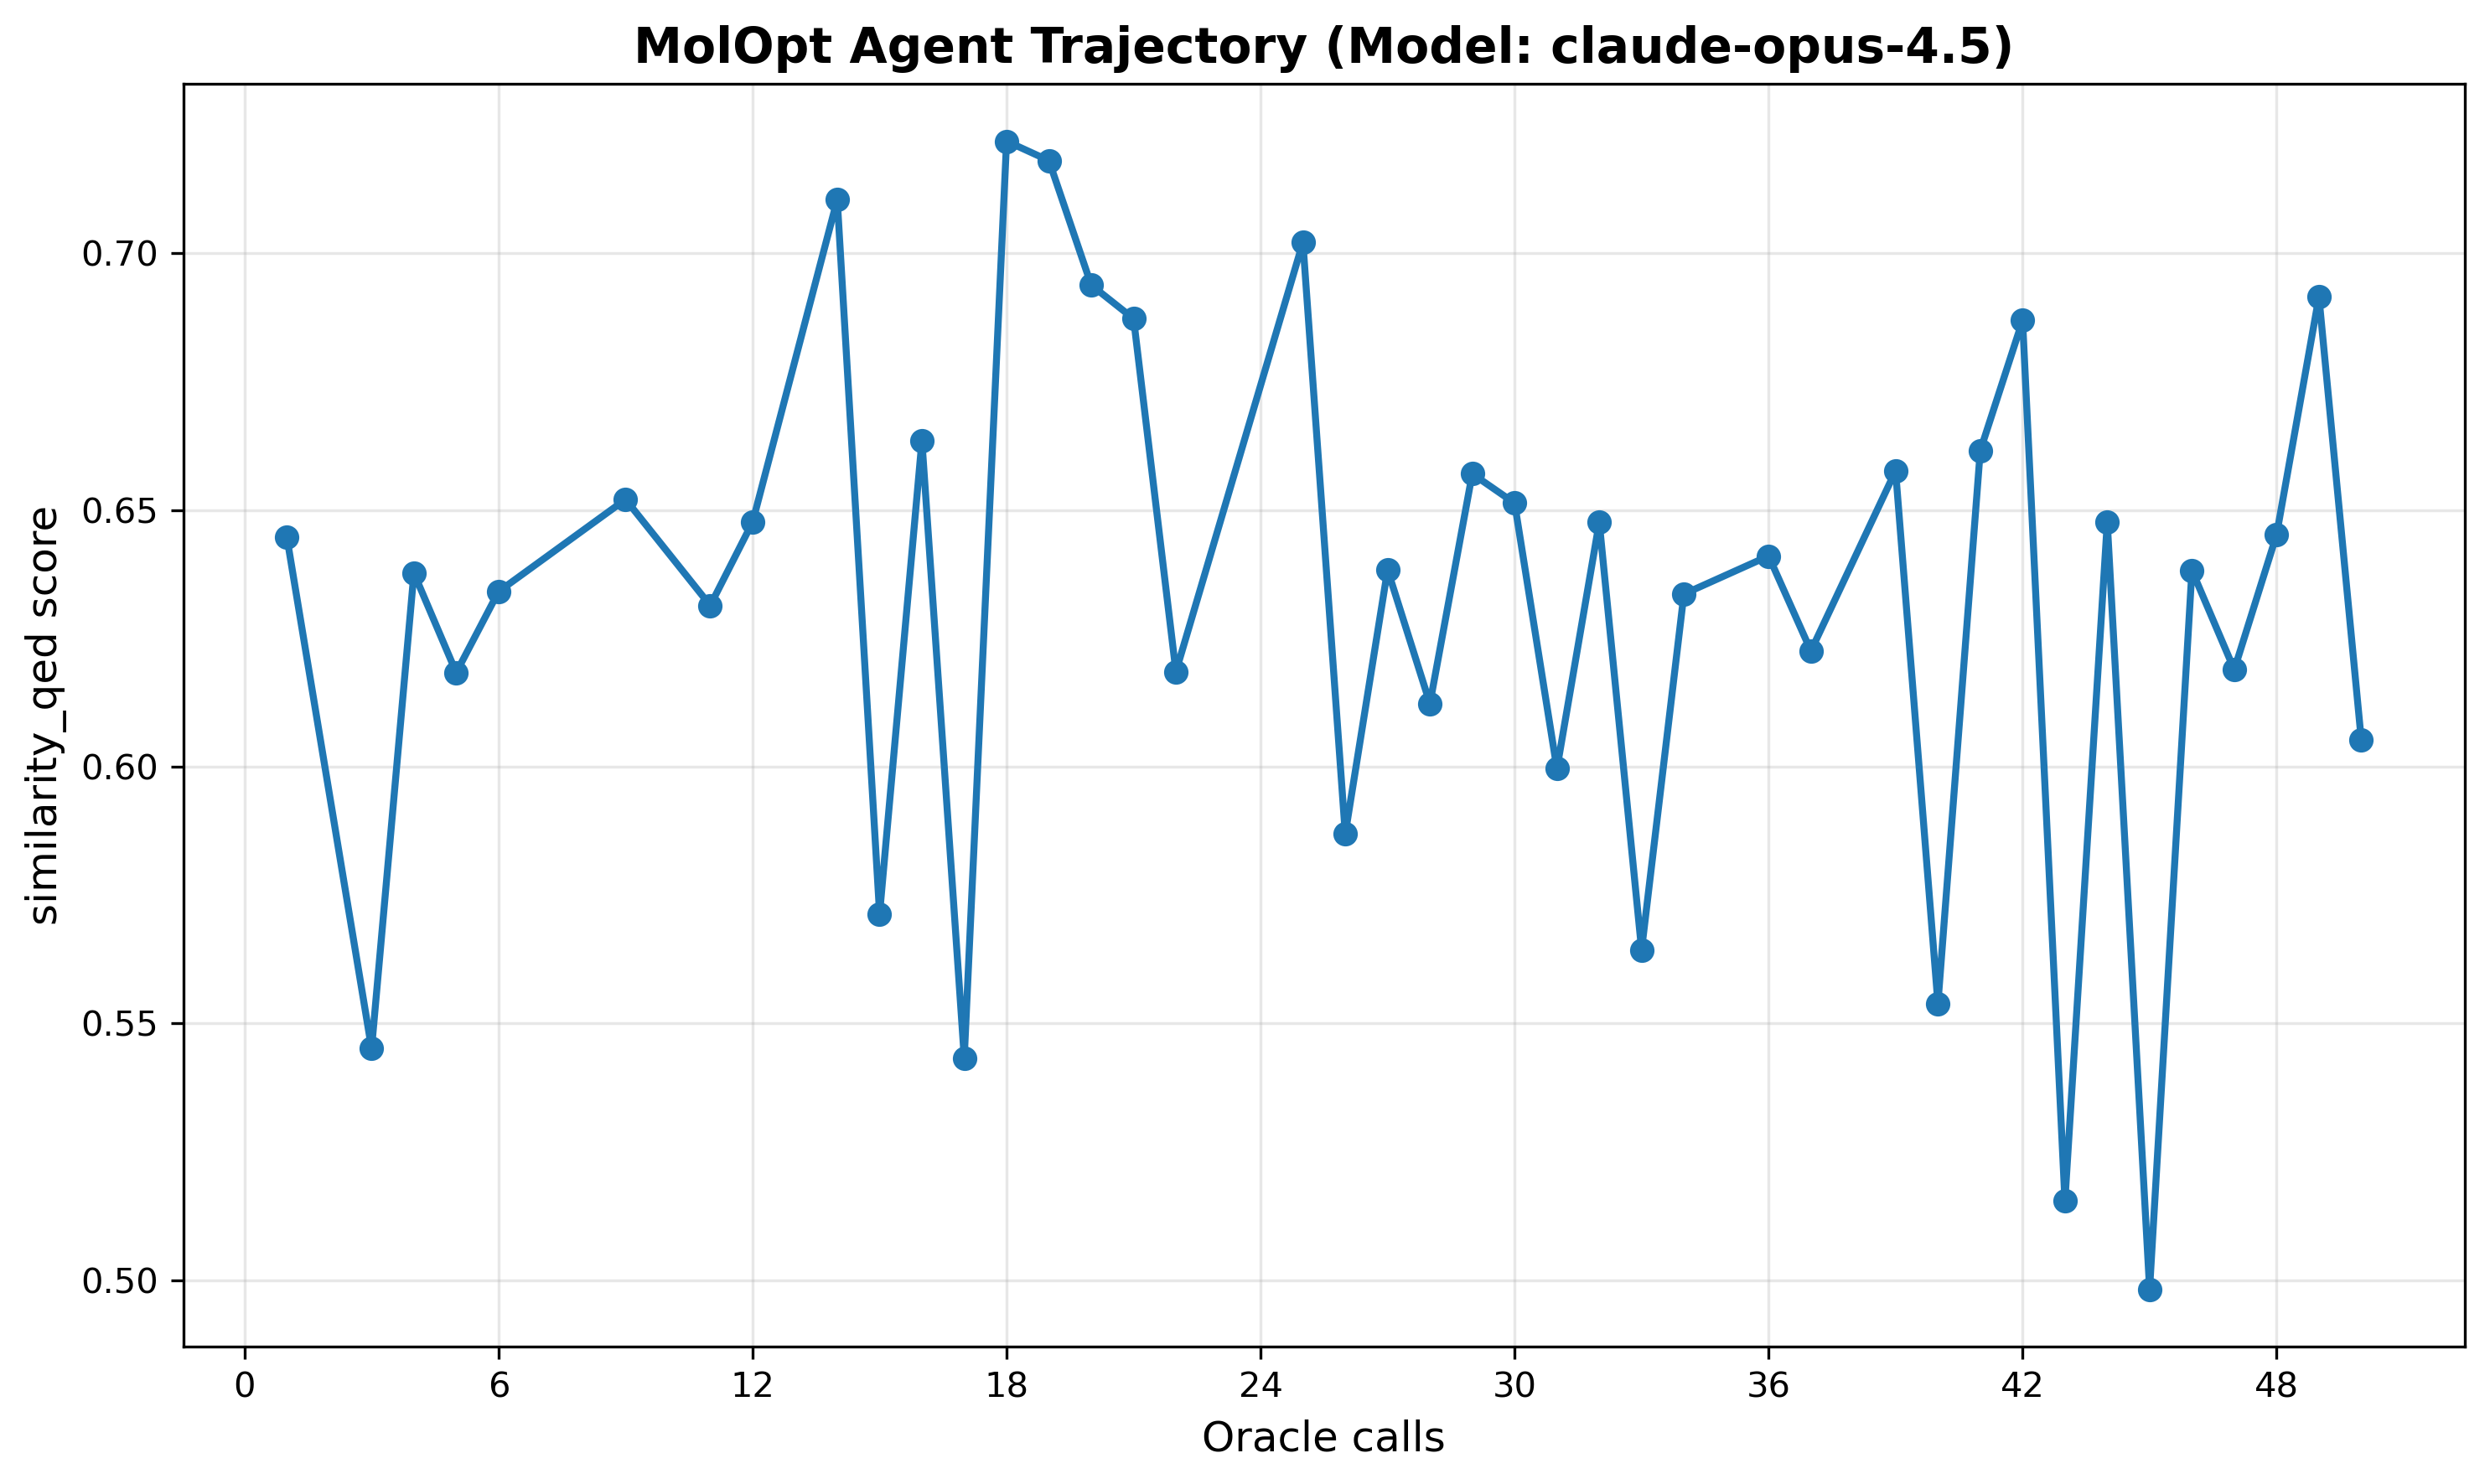 MolOpt Agent Trajectory (Model: claude-opus-4.5)
similarity_qed score
0.70
0.65
0.60
0.55
0.50
0 6 12 18 24 30 36 42 48
Oracle calls